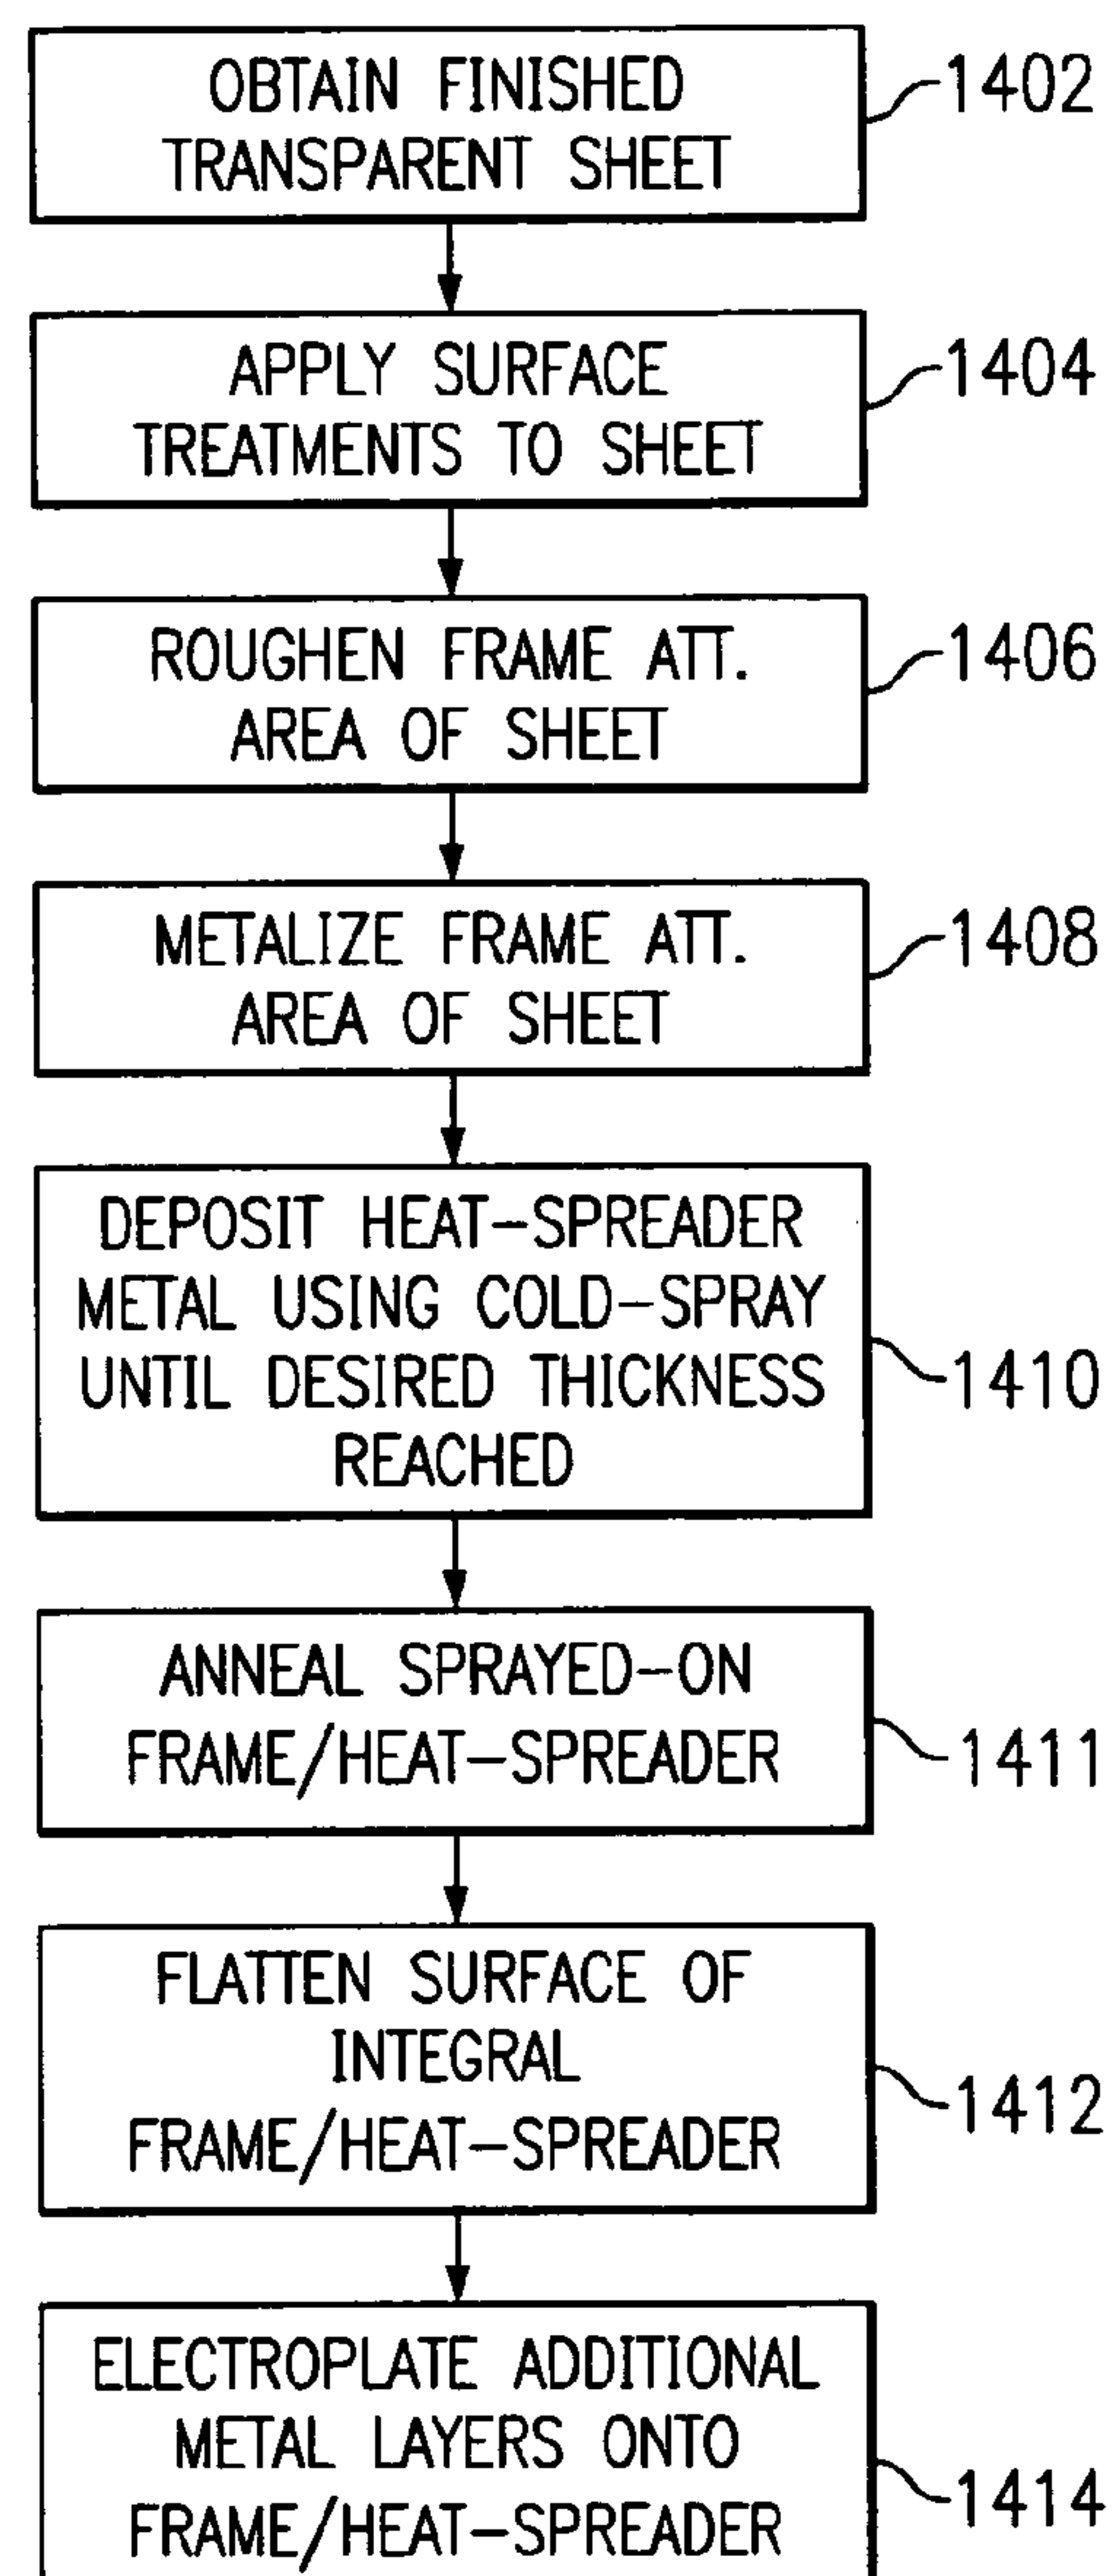 OBTAIN FINISHED
TRANSPARENT SHEET
1402
APPLY SURFACE
TREATMENTS TO SHEET
1404
ROUGHEN FRAME ATT.
AREA OF SHEET
1406
METALIZE FRAME ATT.
AREA OF SHEET
1408
DEPOSIT HEAT-SPREADER
METAL USING COLD-SPRAY
UNTIL DESIRED THICKNESS
REACHED
1410
ANNEAL SPRAYED-ON
FRAME/HEAT-SPREADER
1411
FLATTEN SURFACE OF
INTEGRAL
FRAME/HEAT-SPREADER
1412
ELECTROPLATE ADDITIONAL
METAL LAYERS ONTO
FRAME/HEAT-SPREADER
1414